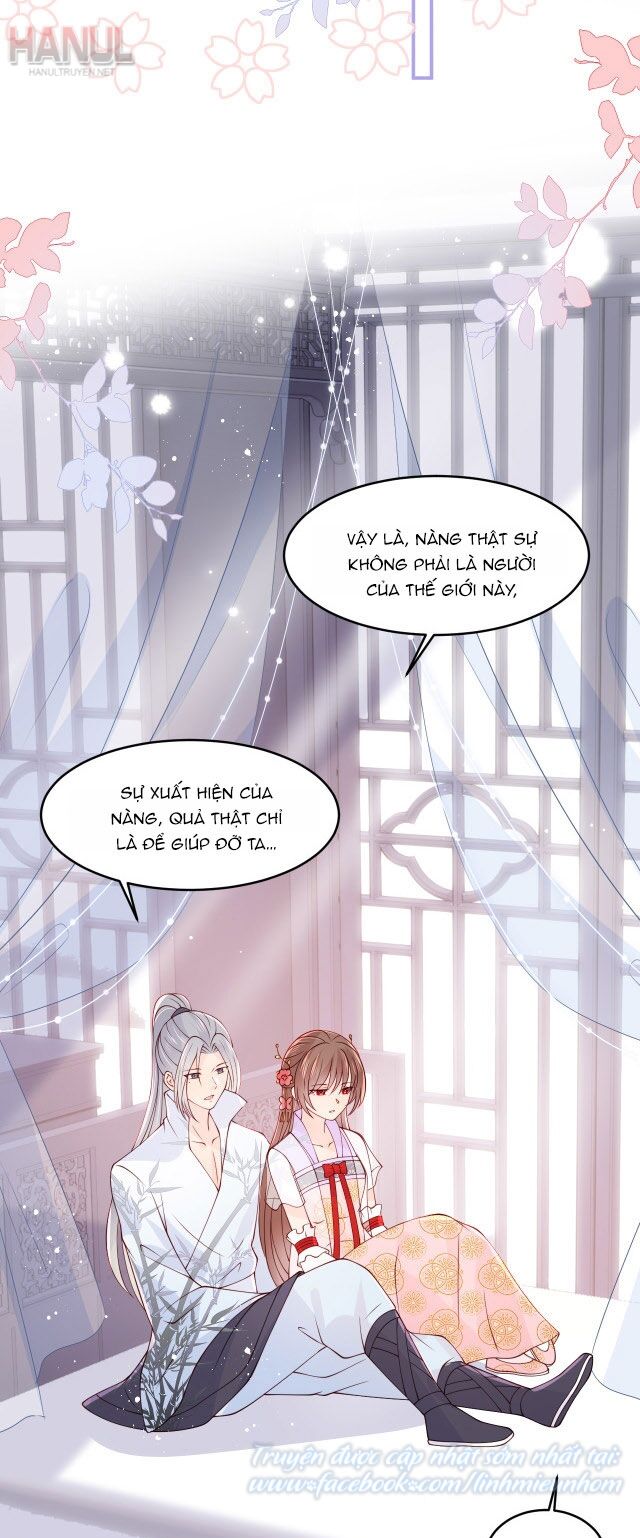 HANUL
HANULTRUYEN.NET
VẬY LÀ, NÀNG THẬT SỰ
KHÔNG PHẢI LÀ NGƯỜI
CỦA THẾ GIỚI NÀY,
SỰ XUẤT HIỆN CỦA
NÀNG, QUẢ THẬT CHỈ
LÀ ĐỂ GIÚP ĐỠ TA...
Truyện được cập nhật sớm nhất tại:
www.facebook.com/linhmiennhom/